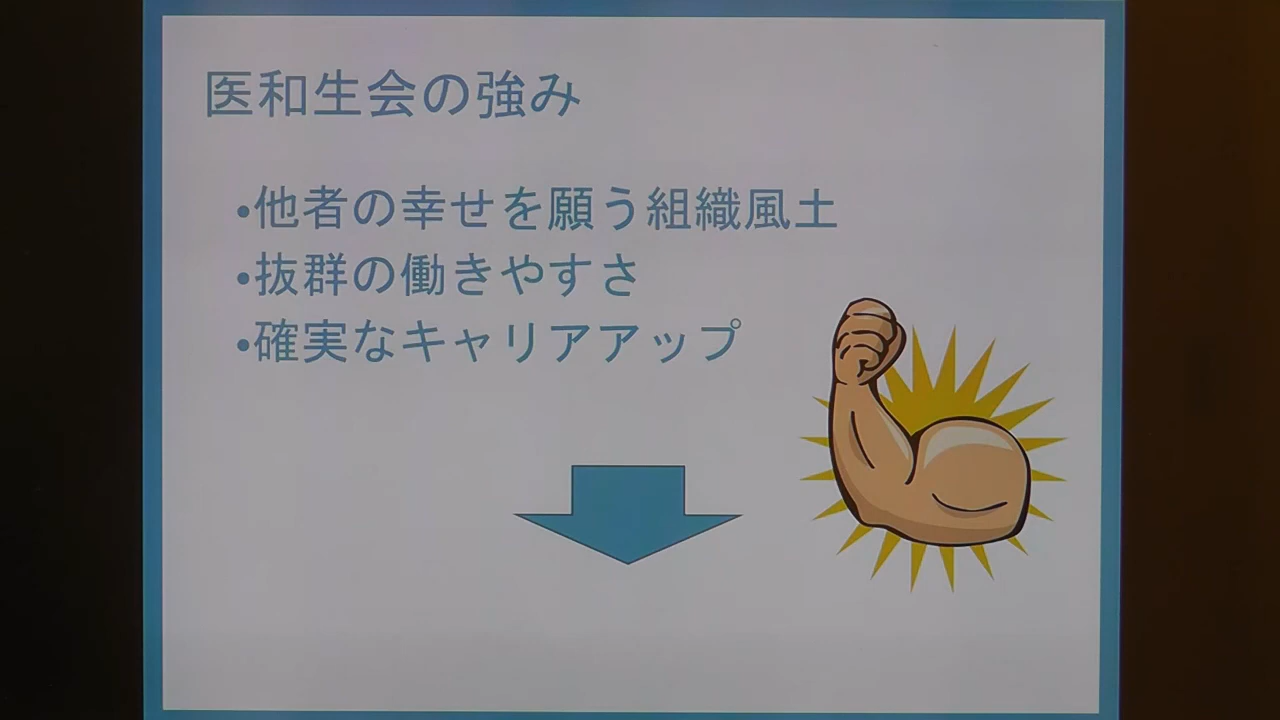 医和生会の強み
•他者の幸せを願う組織風土
•抜群の働きやすさ
•確実なキャリアアップ